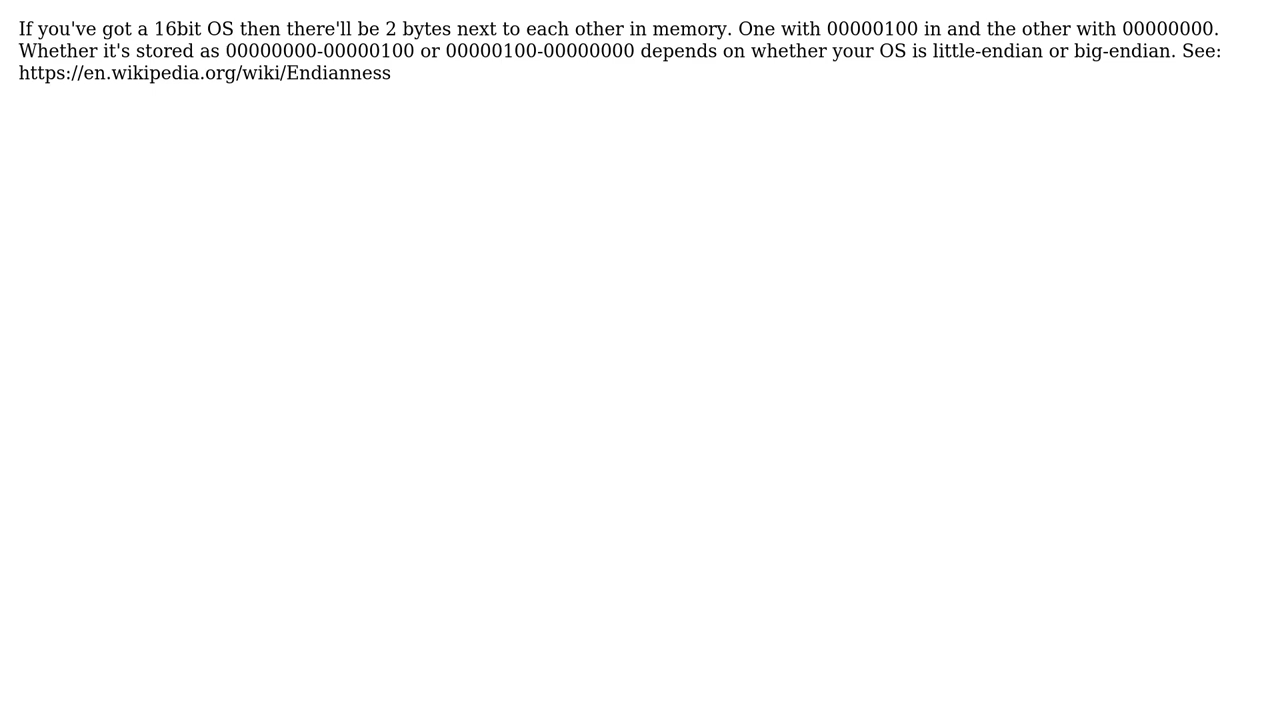 If you've got a 16bit OS then there'll be 2 bytes next to each other in memory. One with 00000100 in and the other with 00000000.
Whether it's stored as 00000000-00000100 or 00000100-00000000 depends on whether your OS is little-endian or big-endian. See:
https://en.wikipedia.org/wiki/Endianness